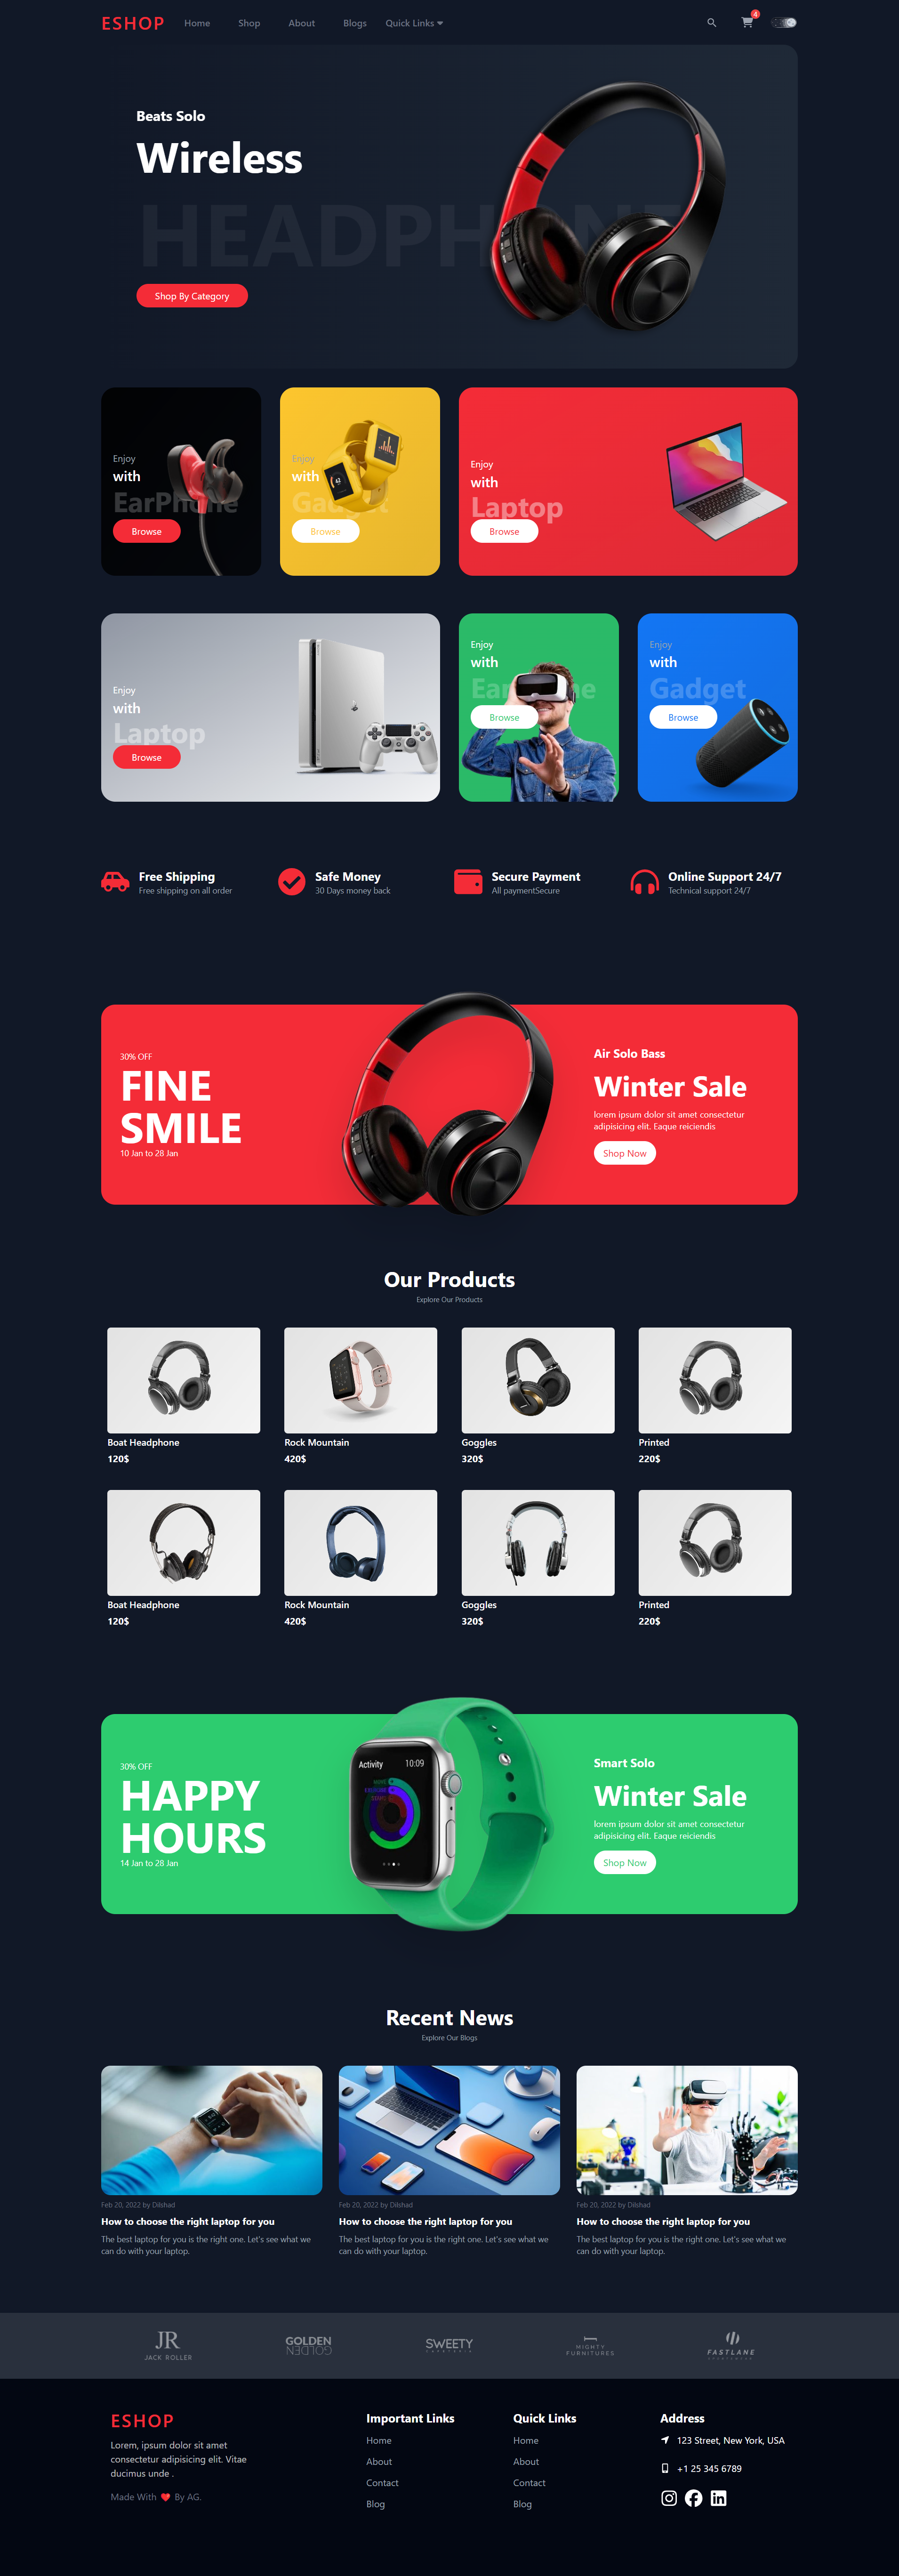 ESHOP
Home
Shop
About
Blogs
Quick Links
4
Beats Solo
Wireless
HEADPHONE
Shop By Category
Enjoy
with
EarPhone
Browse
Enjoy
with
Gadget
Browse
Enjoy
with
Laptop
Browse
Enjoy
with
Laptop
Browse
Enjoy
with
Earphone
Browse
Enjoy
with
Gadget
Browse
Free Shipping
Free shipping on all order
Safe Money
30 Days money back
Secure Payment
All paymentSecure
Online Support 24/7
Technical support 24/7
30% OFF
FINE
SMILE
10 Jan to 28 Jan
Air Solo Bass
Winter Sale
lorem ipsum dolor sit amet consectetur
adipisicing elit. Eaque reiciendis
Shop Now
Our Products
Explore Our Products
Boat Headphone
120$
Rock Mountain
420$
Goggles
320$
Printed
220$
Boat Headphone
120$
Rock Mountain
420$
Goggles
320$
Printed
220$
30% OFF
HAPPY
HOURS
14 Jan to 28 Jan
Activity 10:09
Smart Solo
Winter Sale
lorem ipsum dolor sit amet consectetur
adipisicing elit. Eaque reiciendis
Shop Now
Recent News
Explore Our Blogs
Feb 20, 2022 by Dilshad
How to choose the right laptop for you
The best laptop for you is the right one. Let's see what we
can do with your laptop.
Feb 20, 2022 by Dilshad
How to choose the right laptop for you
The best laptop for you is the right one. Let's see what we
can do with your laptop.
Feb 20, 2022 by Dilshad
How to choose the right laptop for you
The best laptop for you is the right one. Let's see what we
can do with your laptop.
JR
JACK ROLLER
GOLDEN
GOLDEN
SWEETY
MIGHTY
FURNITURES
FASTLANE
ESHOP
Lorem, ipsum dolor sit amet
consectetur adipisicing elit. Vitae
ducimus unde .
Made With ❤ By AG.
Important Links
Home
About
Contact
Blog
Quick Links
Home
About
Contact
Blog
Address
123 Street, New York, USA
+1 25 345 6789